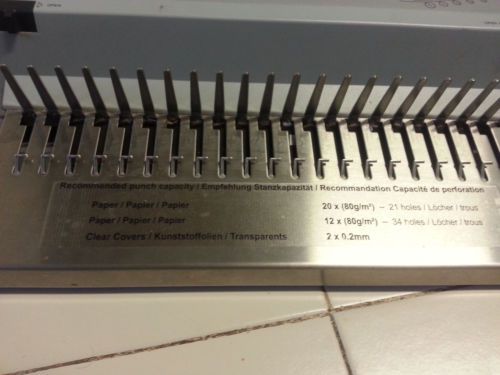 OPEN
Recommended punch capacity / Empfehlung Stanzkapazität / Recommandation Capacité de perforation
Paper / Papier / Papier 20 x (80g/m²) – 21 holes / Löcher / trous
Paper / Papier / Papier 12 x (80g/m²) – 34 holes / Löcher / trous
Clear Covers / Kunststoffolien / Transparents 2 x 0.2mm